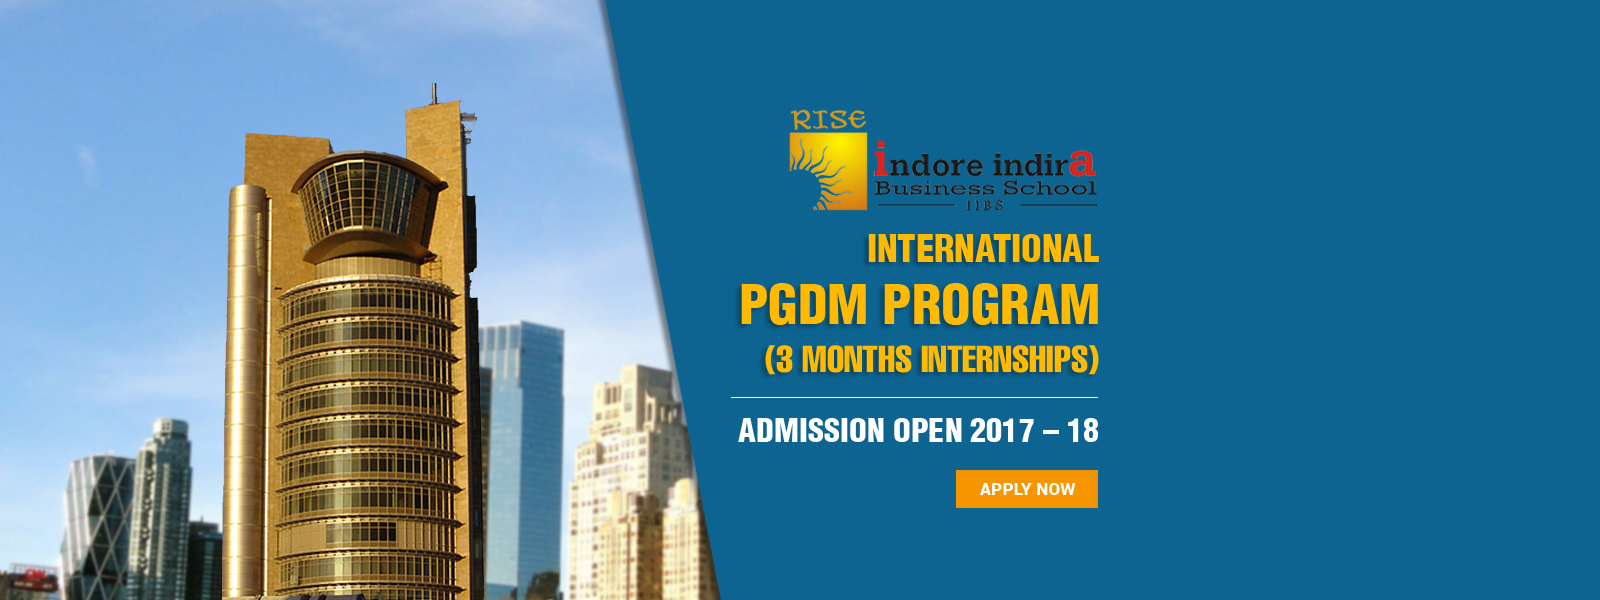 RISE
indore indira
Business School
IIBS
INTERNATIONAL
PGDM PROGRAM
(3 MONTHS INTERNSHIPS)
ADMISSION OPEN 2017 – 18
APPLY NOW